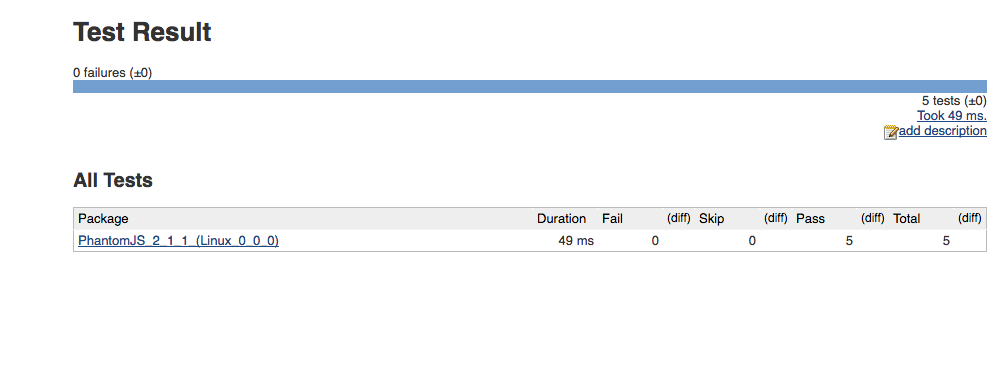 Test Result
0 failures (±0)
5 tests (±0)
Took 49 ms.
add description
All Tests
Package Duration Fail (diff) Skip (diff) Pass (diff) Total (diff)
PhantomJS_2_1_1_(Linux_0_0_0) 49 ms 0 0 5 5